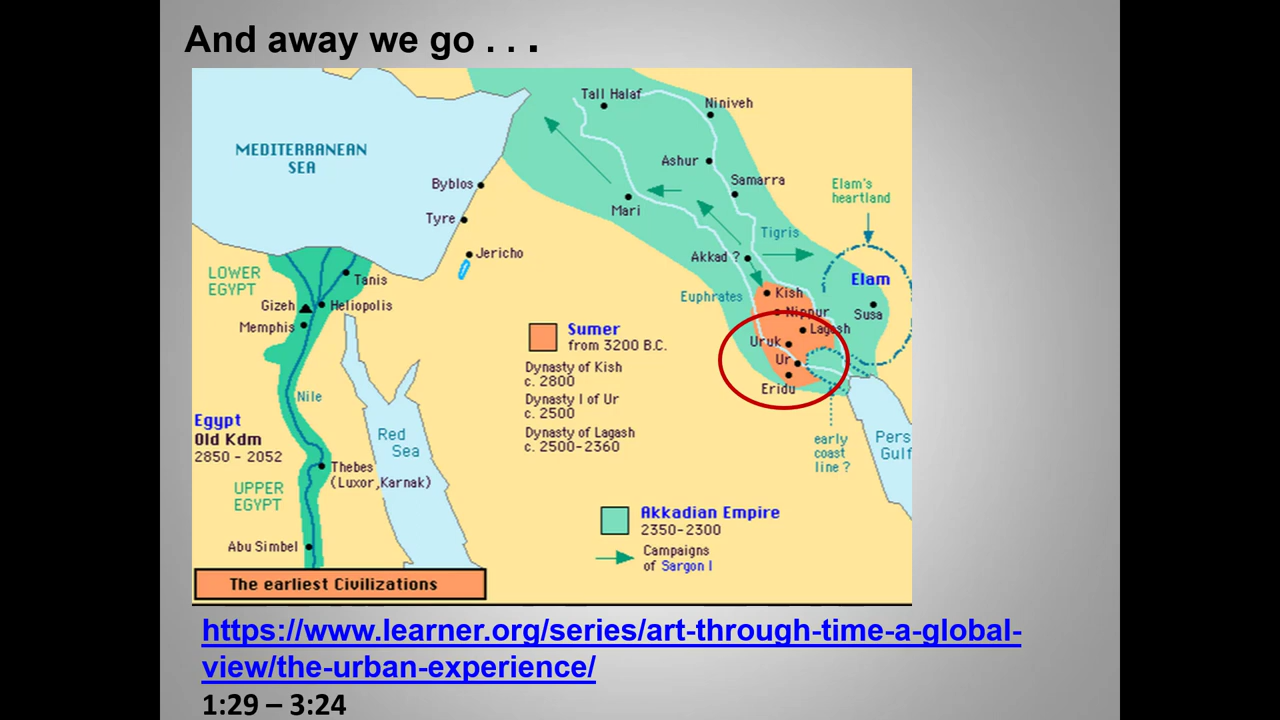 And away we go . . .
Tall Halaf
Niniveh
MEDITERRANEAN
SEA
Ashur
Samarra
Byblos
Mari
Elam's
heartland
Tyre
Tigris
Jericho
Akkad ?
LOWER
EGYPT
Tanis
Elam
Gizeh
Heliopolis
Euphrates
Kish
Nippur
Susa
Memphis
Sumer
from 3200 B.C.
Lagash
Uruk
Ur
Eridu
Dynasty of Kish
c. 2800
Dynasty I of Ur
c. 2500
Dynasty of Lagash
c. 2500-2360
Nile
Egypt
Old Kdm
2850 - 2052
Red
Sea
early
coast
line ?
Pers
Gulf
Thebes
(Luxor,Karnak)
UPPER
EGYPT
Akkadian Empire
2350-2300
Abu Simbel
Campaigns
of Sargon I
The earliest Civilizations
https://www.learner.org/series/art-through-time-a-global-
view/the-urban-experience/
1:29 – 3:24